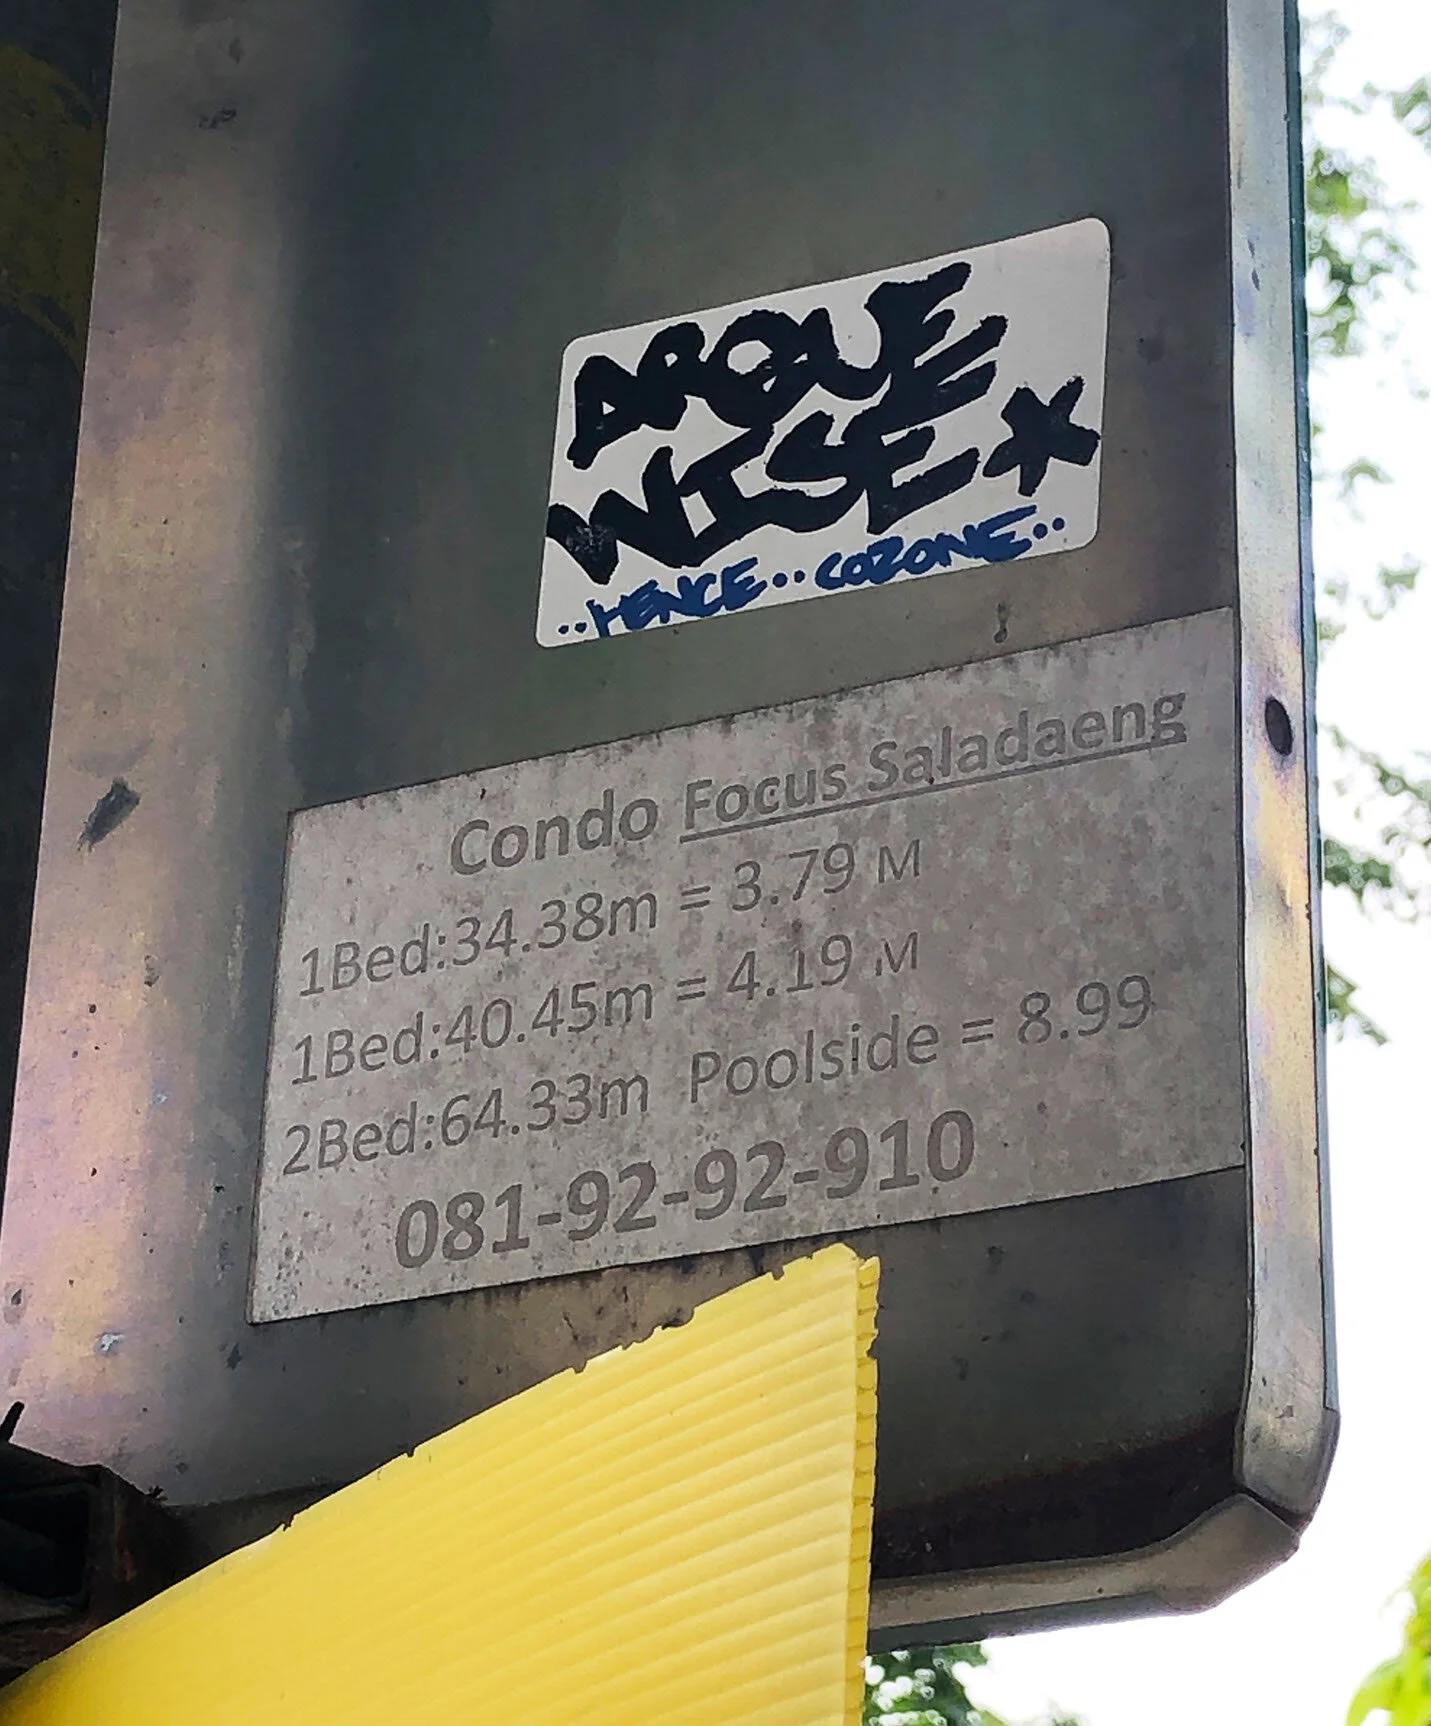 ARQUE
WISE
..HENCE..COZONE..
Condo Focus Saladaeng
1Bed:34.38m = 3.79 M
1Bed:40.45m = 4.19 M
2Bed:64.33m Poolside = 8.99
081-92-92-910